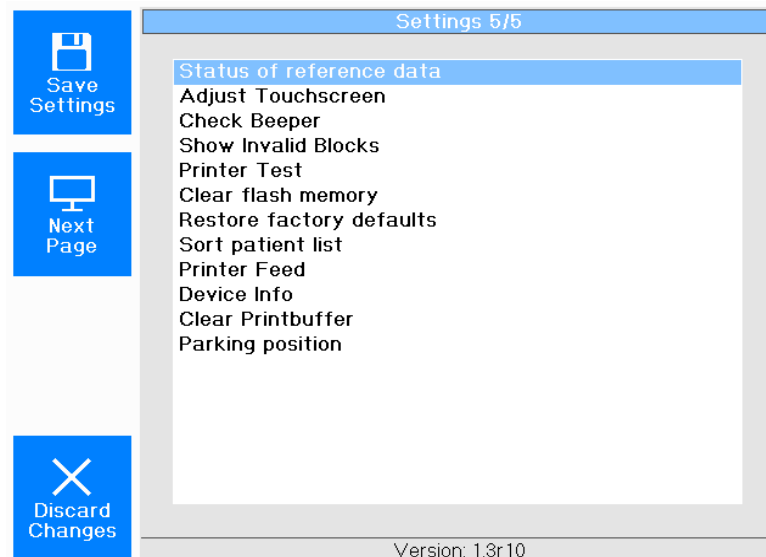 Settings 5/5
Save
Settings
Next
Page
Discard
Changes
Status of reference data
Adjust Touchscreen
Check Beeper
Show Invalid Blocks
Printer Test
Clear flash memory
Restore factory defaults
Sort patient list
Printer Feed
Device Info
Clear Printbuffer
Parking position
Version: 1.3r10